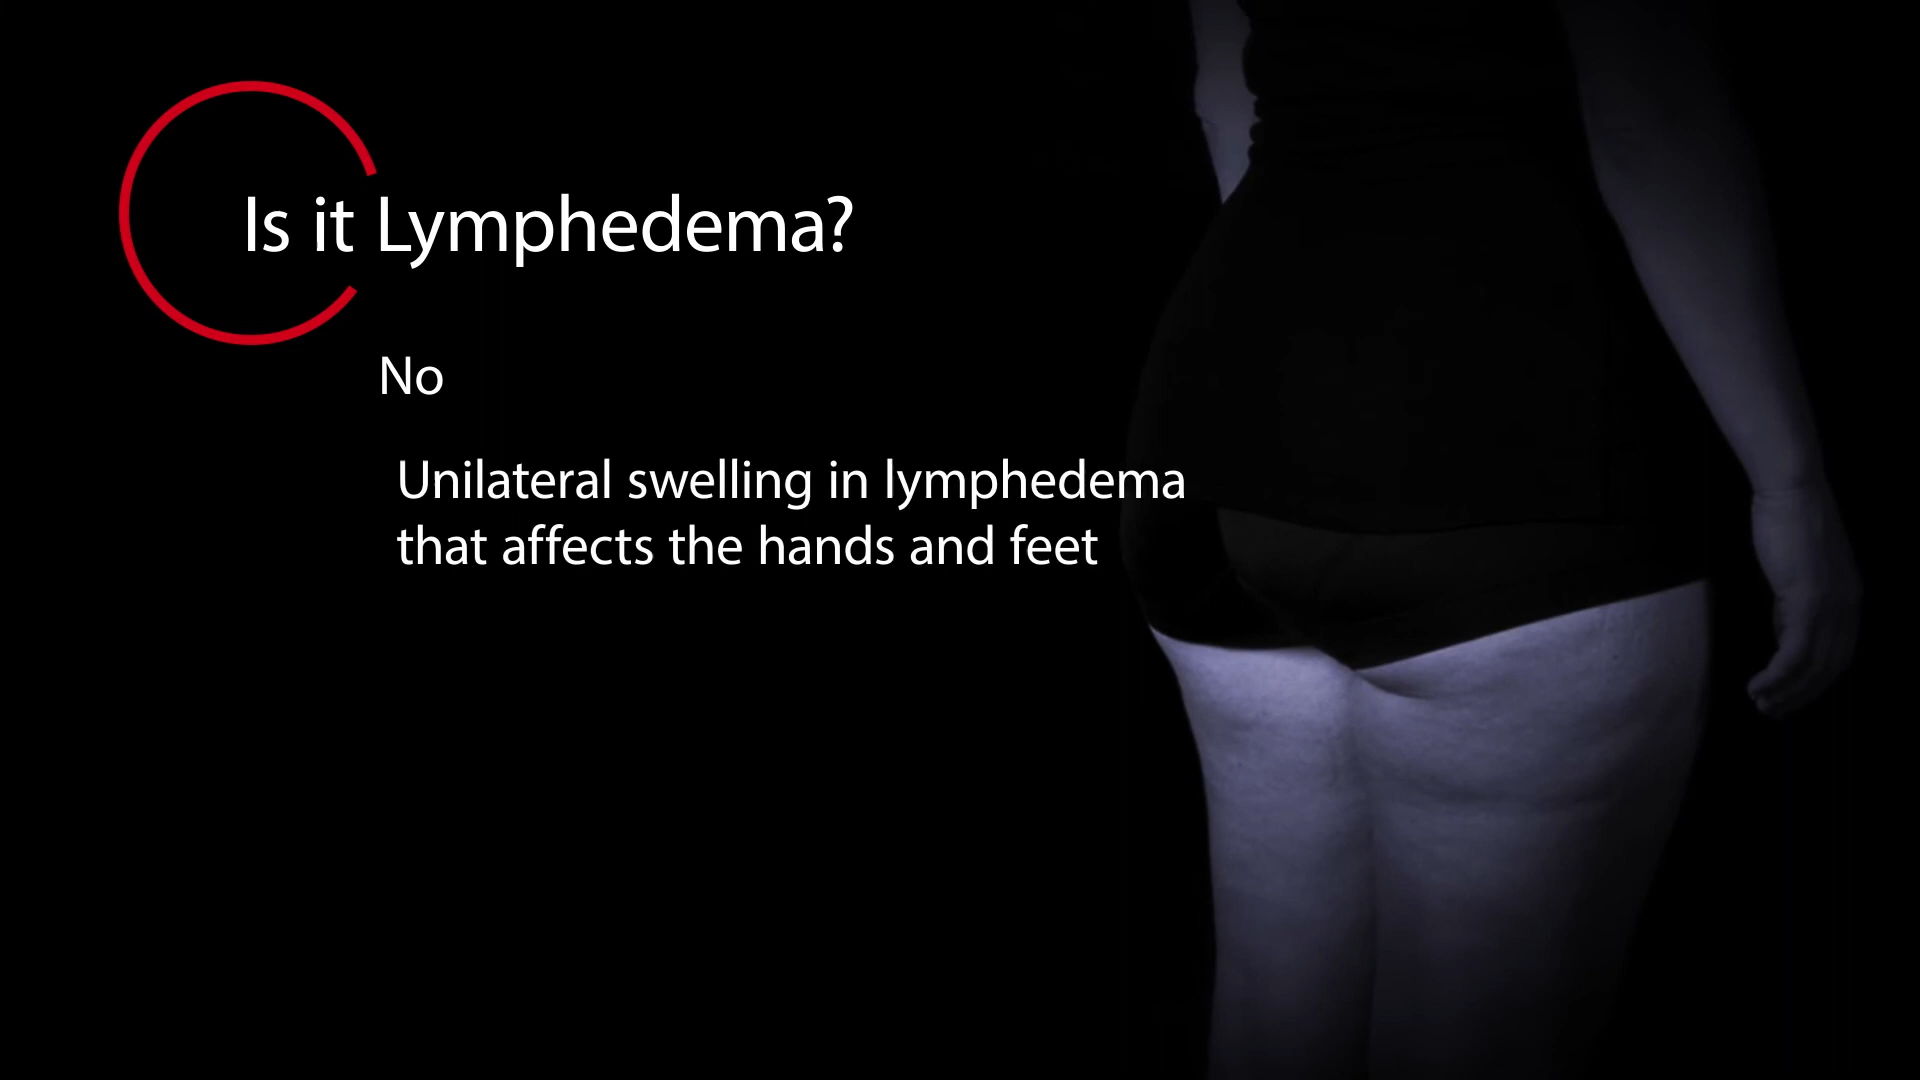 Is it Lymphedema?
No
Unilateral swelling in lymphedema
that affects the hands and feet